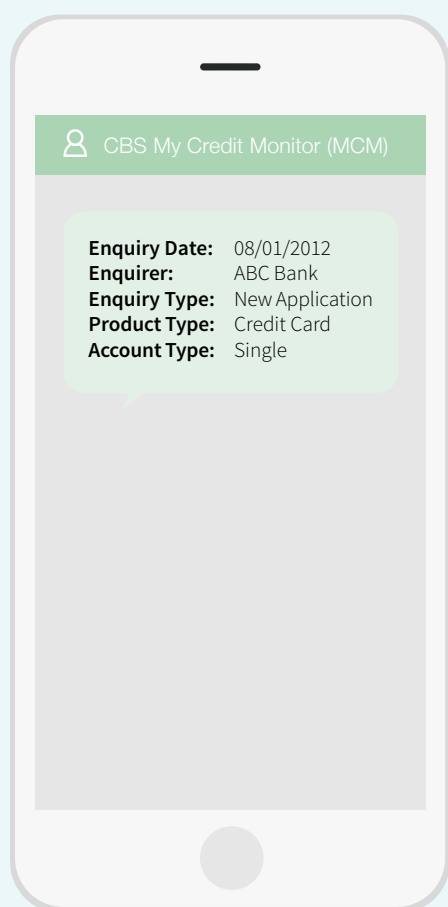 CBS My Credit Monitor (MCM)
Enquiry Date: 08/01/2012
Enquirer: ABC Bank
Enquiry Type: New Application
Product Type: Credit Card
Account Type: Single